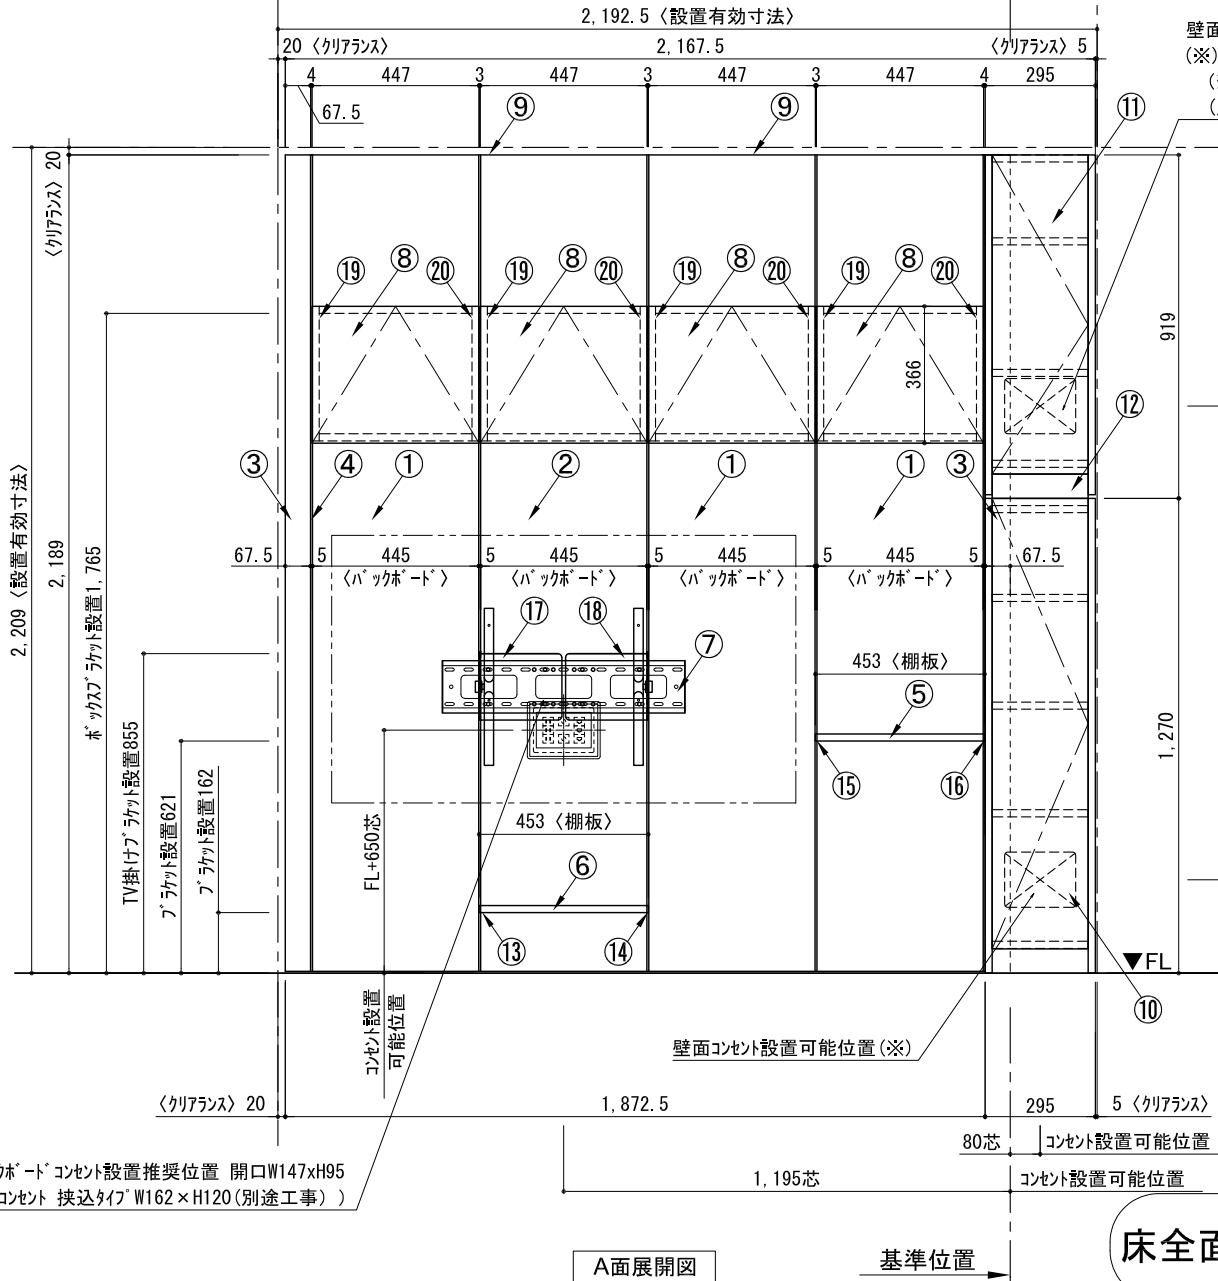 2,192.5〈設置有効寸法〉
20〈クリアランス〉
2,167.5
〈クリアランス〉5
壁面
(※)
4
447
3
447
3
447
3
447
4
295
67.5
⑨
⑨
⑪
〈クリアランス〉20
⑲
⑧
⑳
⑲
⑧
⑳
⑲
⑧
⑳
⑲
⑧
⑳
366
919
⑫
③
④
①
②
①
①
③
2,209〈設置有効寸法〉
2,189
ボックスブラケット設置1,765
TV掛けブラケット設置855
ブラケット設置621
ブラケット設置162
67.5
5
445
5
445
5
445
5
445
5
67.5
〈バックボード〉
〈バックボード〉
〈バックボード〉
〈バックボード〉
⑰
⑱
⑦
453〈棚板〉
⑤
⑮
⑯
1,270
FL+650芯
453〈棚板〉
⑥
⑬
⑭
▼FL
⑩
コンセント設置
可能位置
壁面コンセント設置可能位置(※)
〈クリアランス〉20
1,872.5
295
5〈クリアランス〉
80芯
コンセント設置可能位置
1,195芯
コンセント設置可能位置
クボード コンセント設置推奨位置 開口W147xH95
コンセント 挟込タイプ W162×H120(別途工事))
A面展開図
基準位置
床全面